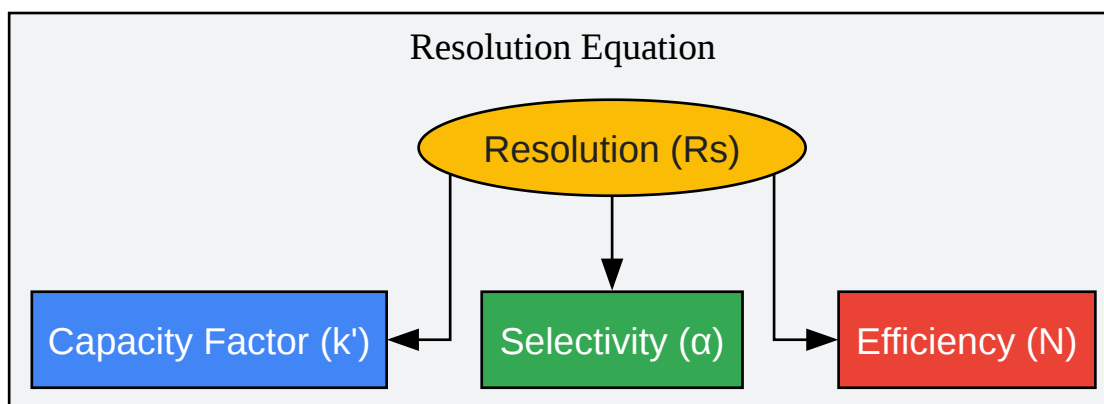 Resolution Equation
Resolution (Rs)
Capacity Factor (k')
Selectivity (α)
Efficiency (N)